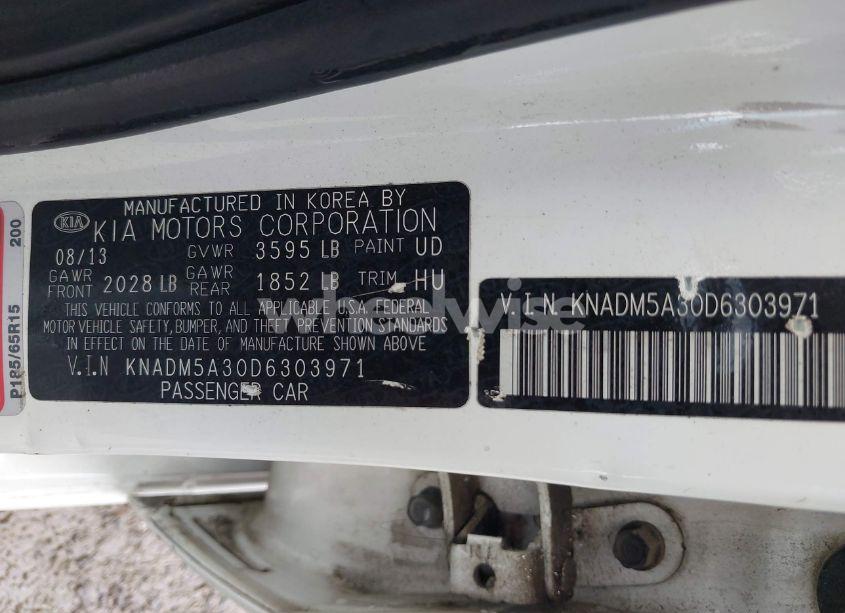 MANUFACTURED IN KOREA BY
KIA KIA MOTORS CORPORATION
08/13 GVWR 3595 LB PAINT UD
GAWR FRONT 2028 LB GAWR REAR 1852 LB TRIM HU
THIS VEHICLE CONFORMS TO ALL APPLICABLE U.S.A. FEDERAL
MOTOR VEHICLE SAFETY, BUMPER, AND THEFT PREVENTION STANDARDS
IN EFFECT ON THE DATE OF MANUFACTURE SHOWN ABOVE
V.I.N KNADM5A30D6303971
PASSENGER CAR
V.I.N. KNADM5A30D6303971
P185/65R15 200
wheelwise